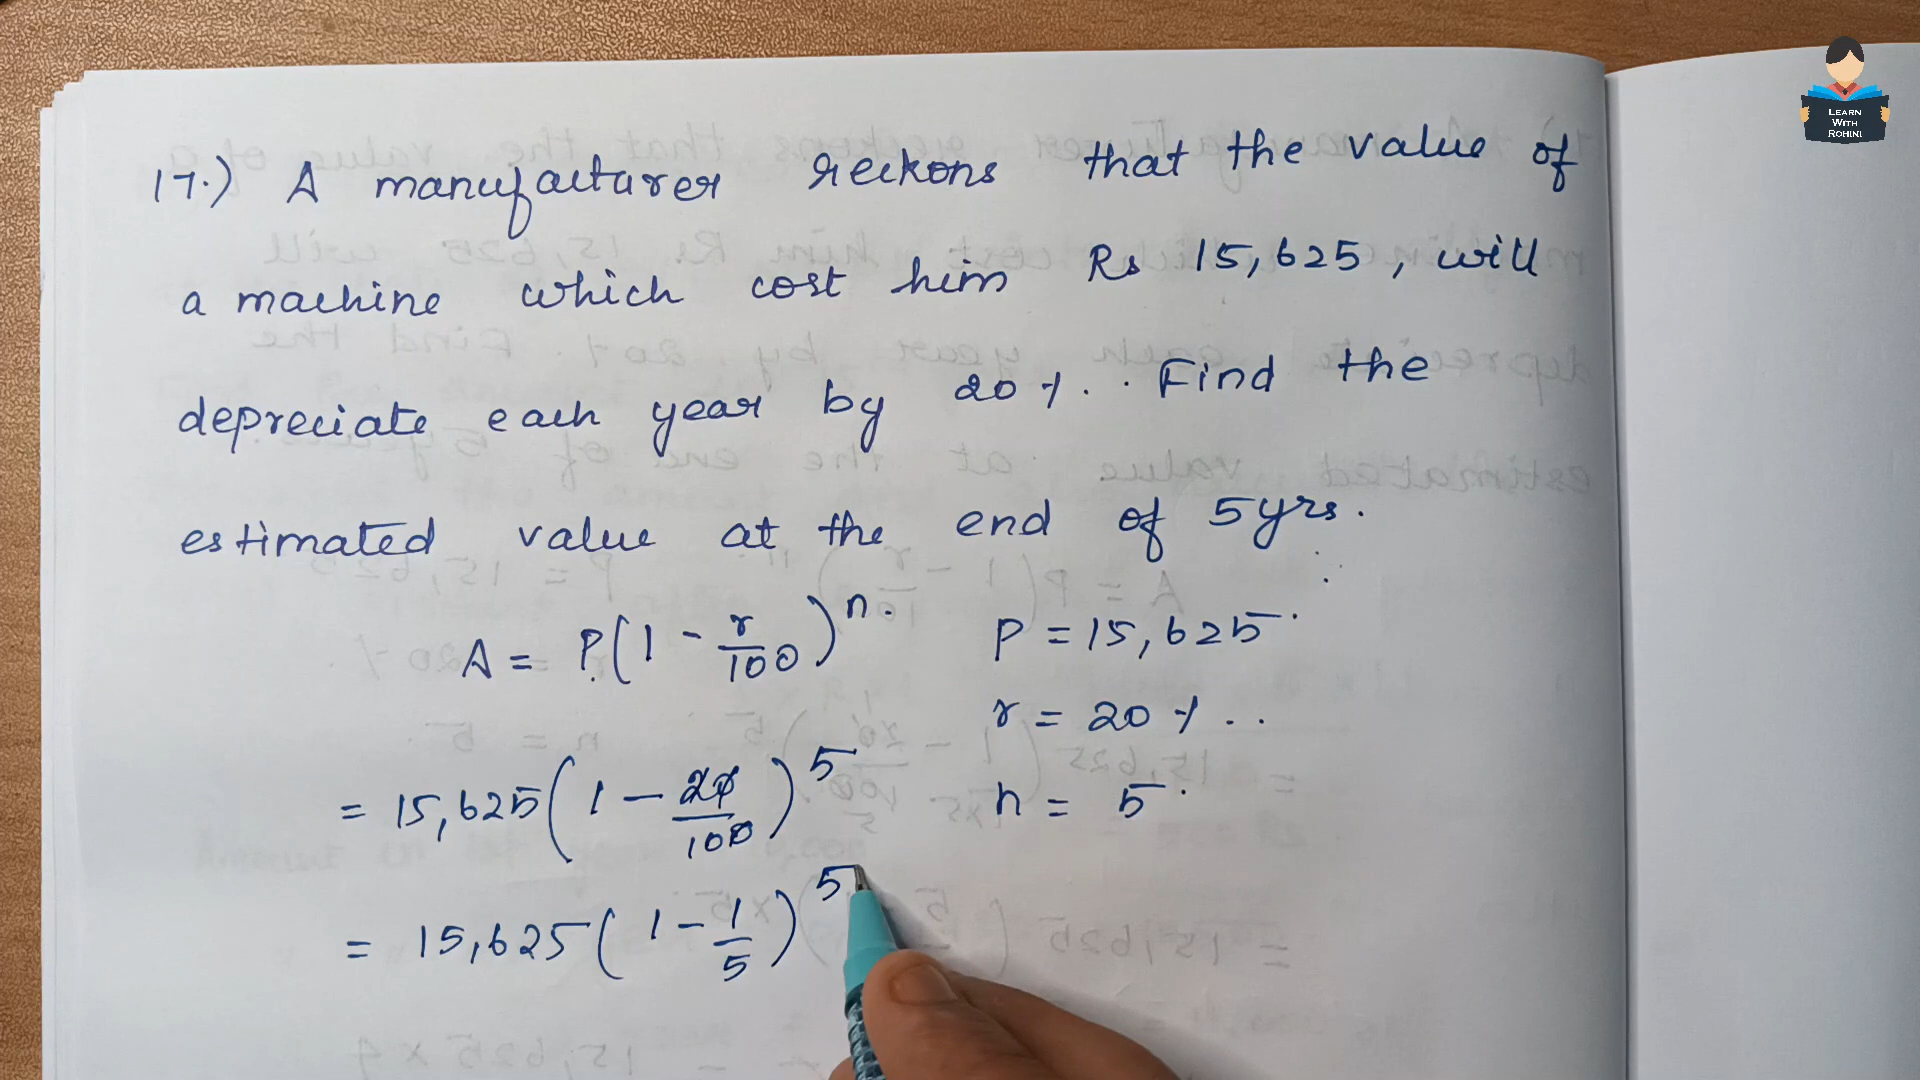 LEARN
WITH
ROHINI
17.) A manufacturer reckons that the value of
a machine which cost him Rs 15,625, will
depreciate each year by 20%. Find the
estimated value at the end of 5yrs.
A = P(1 - r/100)^n. P = 15,625
r = 20%.
= 15,625(1 - 20/100)^5 n = 5
= 15,625(1 - 1/5)^5